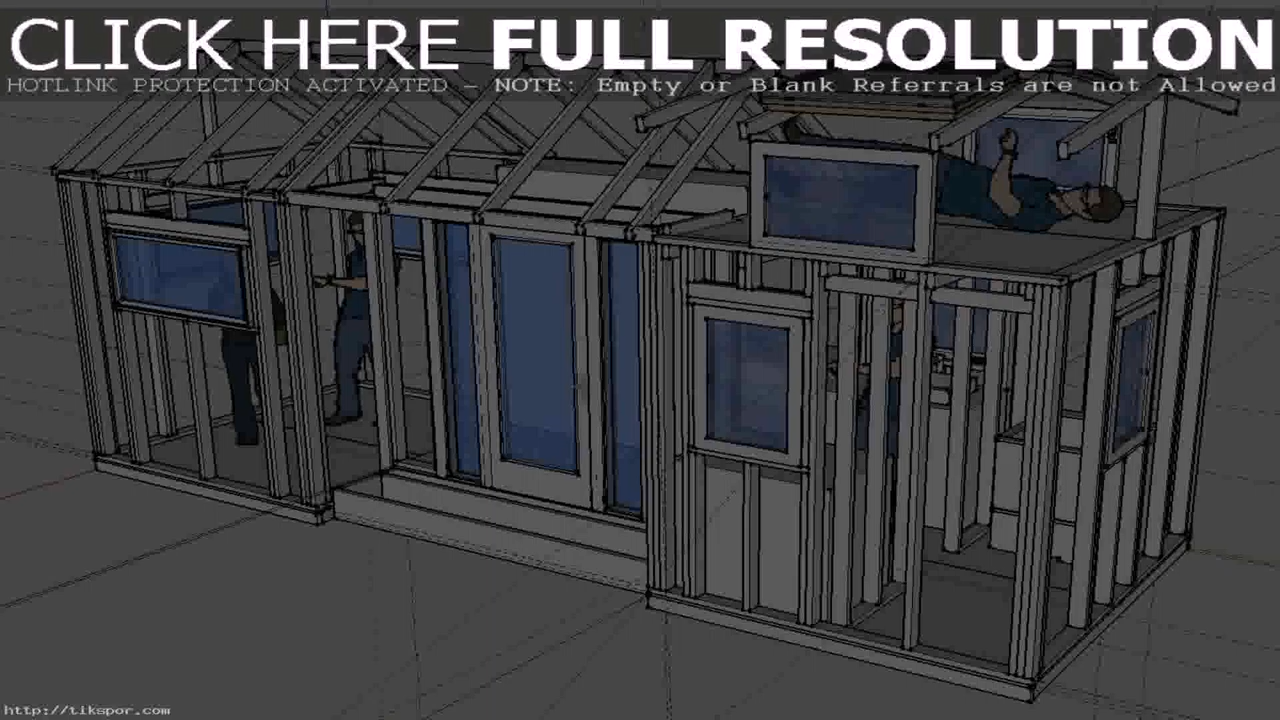 CLICK HERE FULL RESOLUTION
HOTLINK PROTECTION ACTIVATED – NOTE: Empty or Blank Referrals are not Allowed
http://tikspor.com